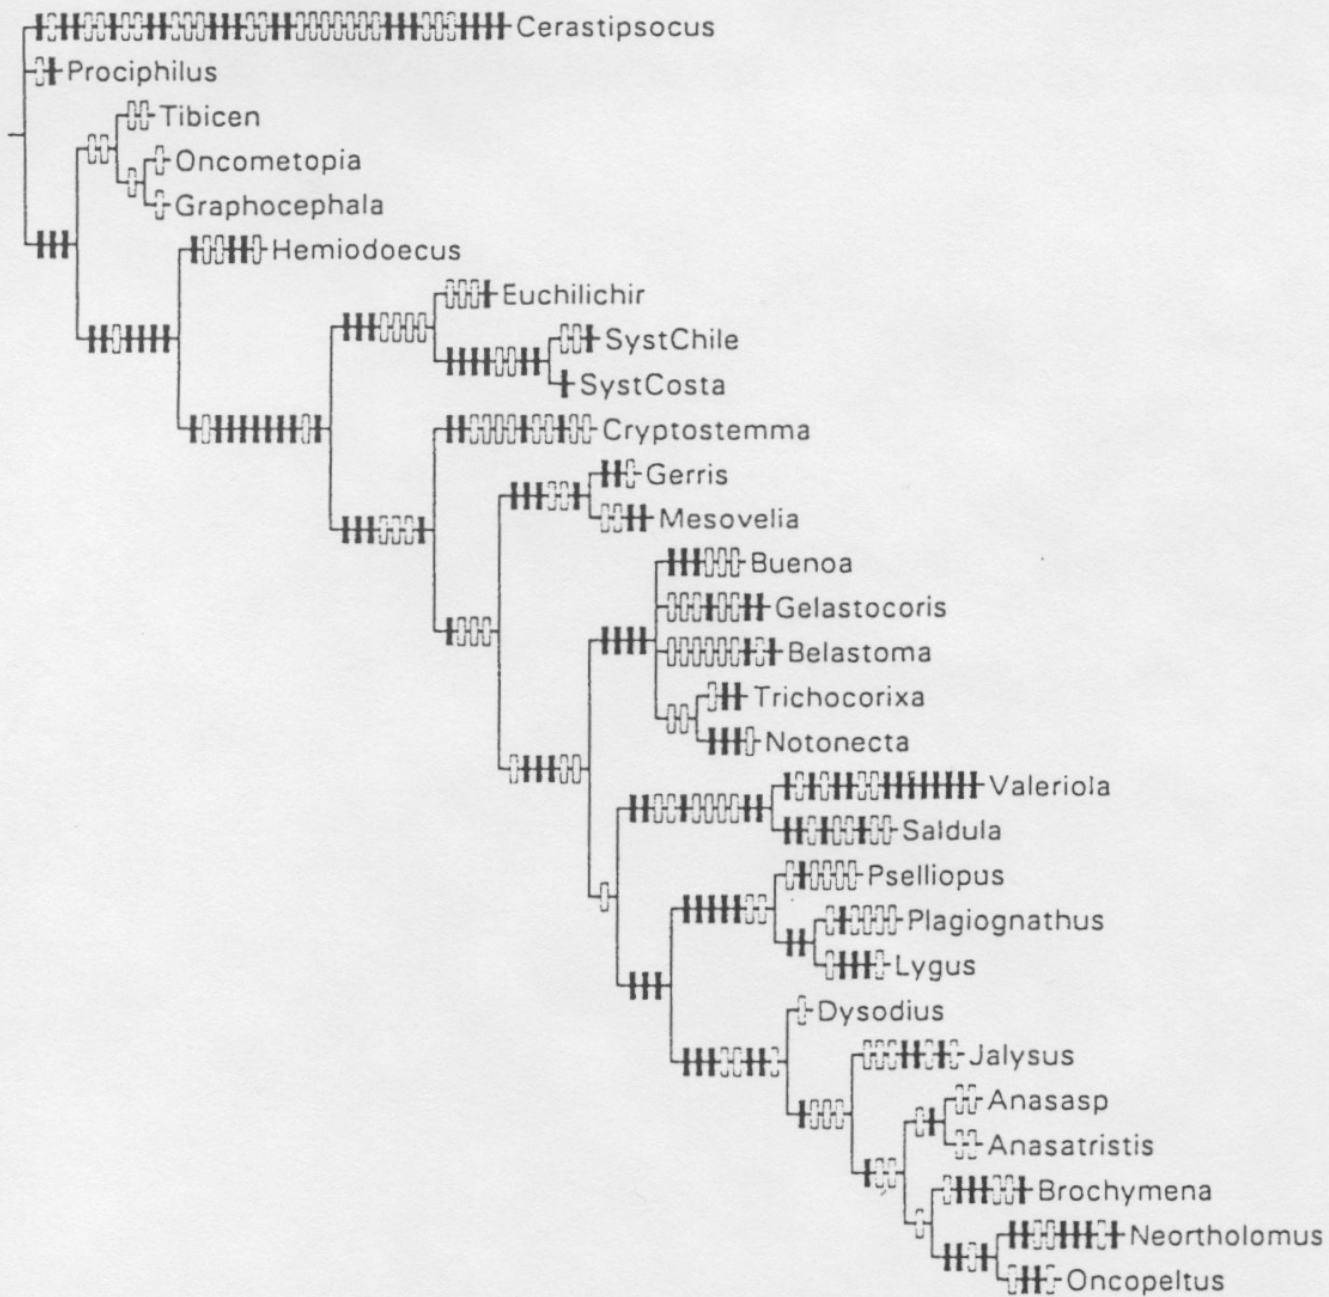 Cerastipsocus
Prociphilus
Tibicen
Oncometopia
Graphocephala
Hemiodoecus
Euchilichir
SystChile
SystCosta
Cryptostemma
Gerris
Mesovelia
Buenoa
Gelastocoris
Belastoma
Trichocorixa
Notonecta
Valeriola
Saldula
Pselliopus
Plagiognathus
Lygus
Dysodius
Jalysus
Anasasp
Anasatristis
Brochymena
Neortholomus
Oncopeltus